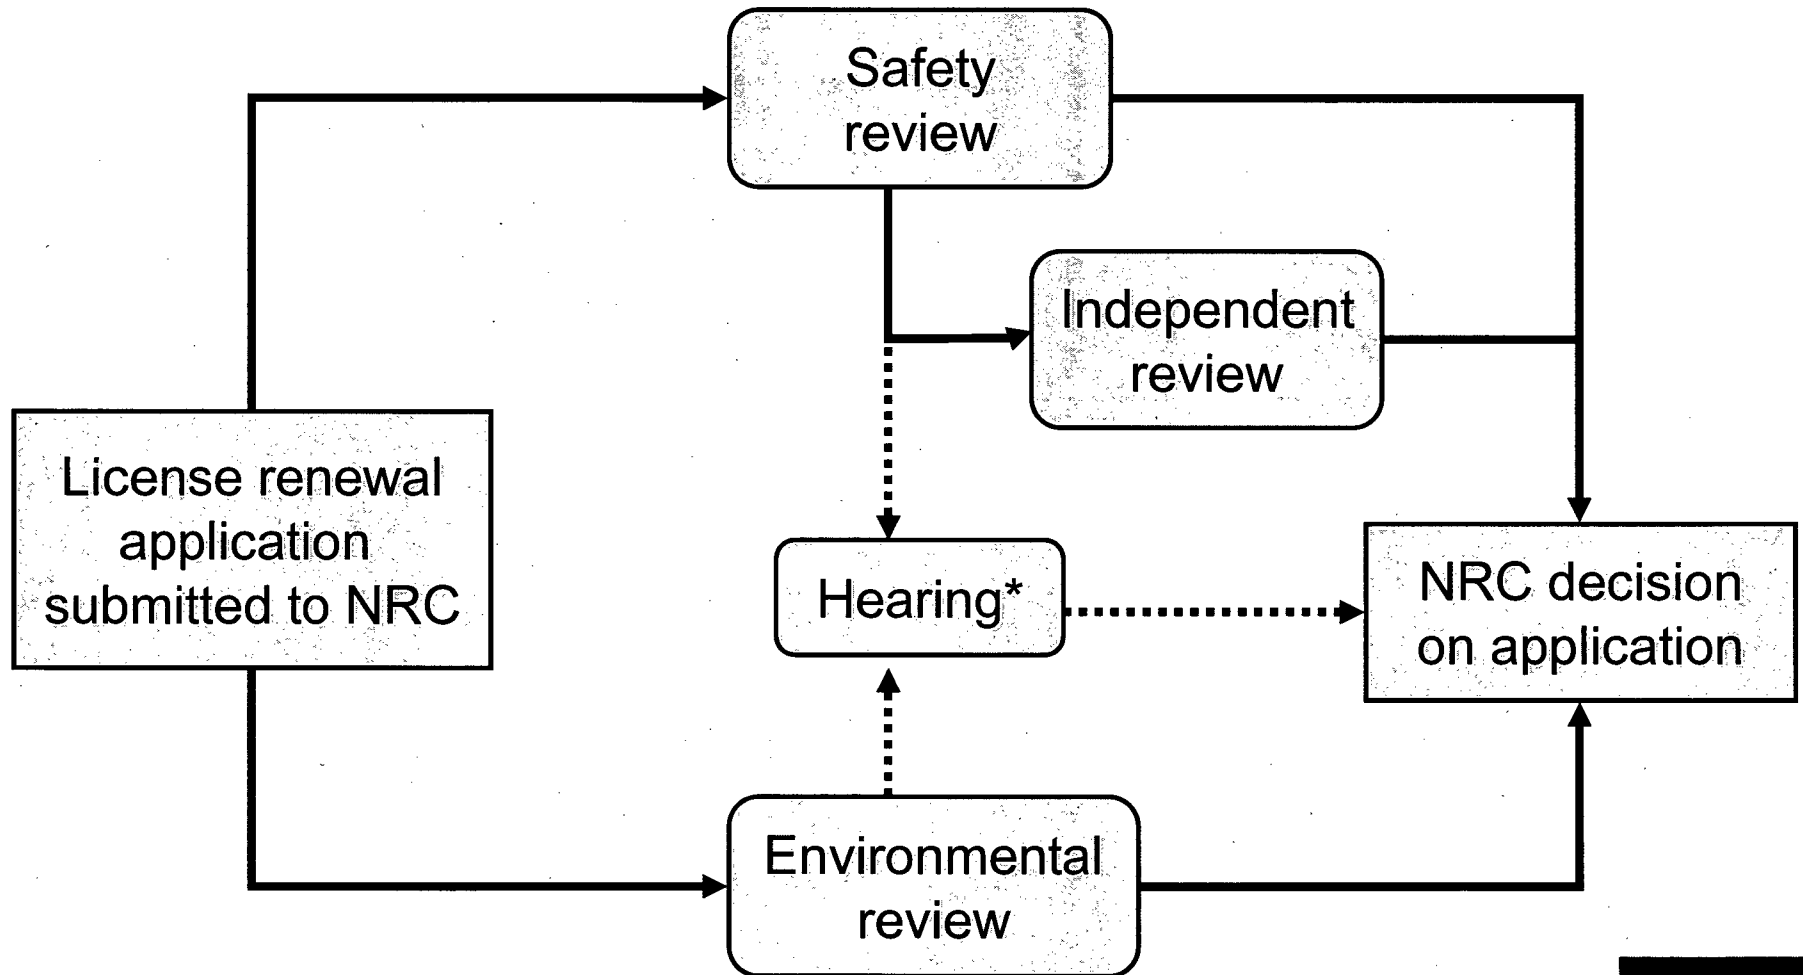 Safety
review
Independent
review
License renewal
application
submitted to NRC
Hearing*
NRC decision
on application
Environmental
review